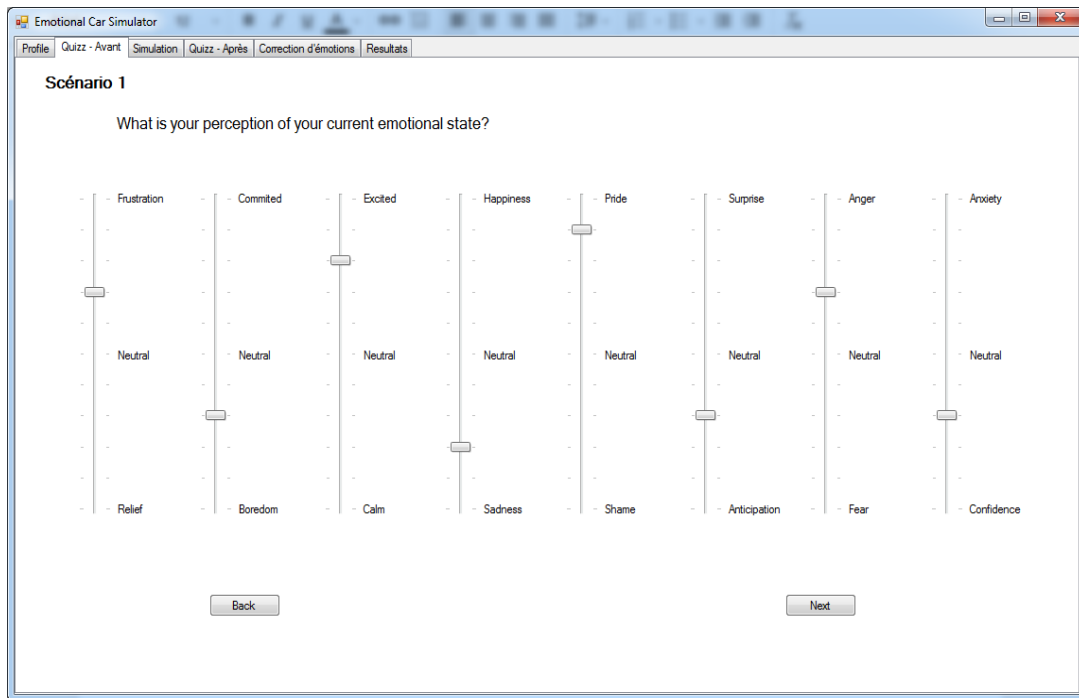 Emotional Car Simulator
Profile Quizz - Avant Simulation Quizz - Après Correction d'émotions Resultats
Scénario 1
What is your perception of your current emotional state?
Frustration Commited Excited Happiness Pride Surprise Anger Anxiety
Neutral Neutral Neutral Neutral Neutral Neutral Neutral Neutral
Relief Boredom Calm Sadness Shame Anticipation Fear Confidence
Back Next